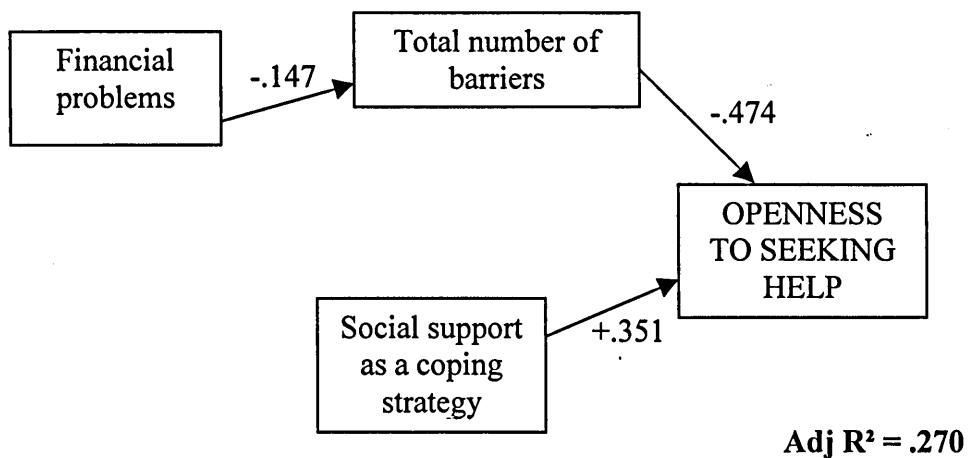 Financial
problems
-.147
Total number of
barriers
-.474
OPENNESS
TO SEEKING
HELP
Social support
as a coping
strategy
+.351
Adj R² = .270